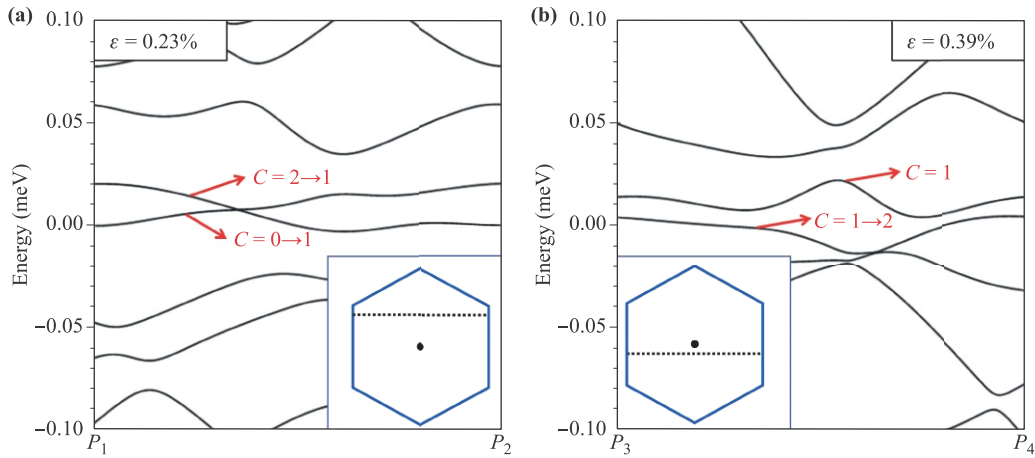 (a)
ε = 0.23%
Energy (meV)
0.10
0.05
0.00
−0.05
−0.10
C = 2→1
C = 0→1
P1
P2
(b)
ε = 0.39%
Energy (meV)
0.10
0.05
0.00
−0.05
−0.10
C = 1
C = 1→2
P3
P4